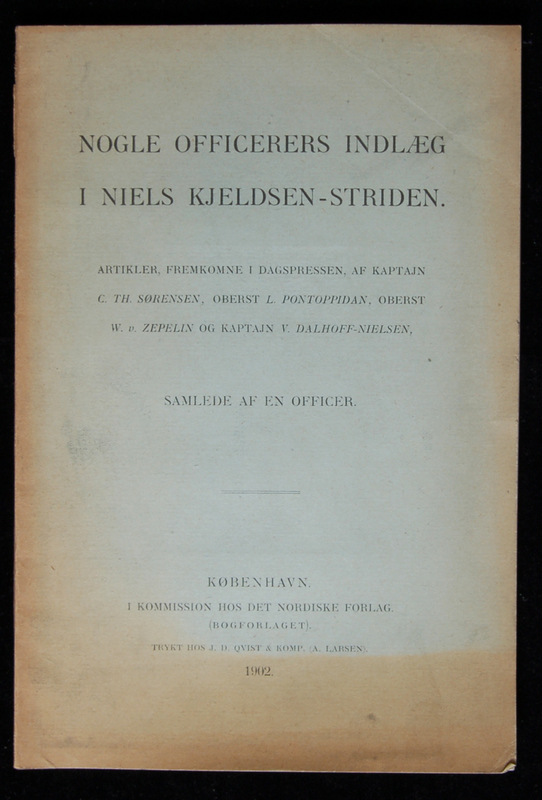 NOGLE OFFICERERS INDLÆG
I NIELS KJELDSEN-STRIDEN.
ARTIKLER, FREMKOMNE I DAGSPRESSEN, AF KAPTAJN
C. TH. SØRENSEN, OBERST L. PONTOPPIDAN, OBERST
W. v. ZEPELIN OG KAPTAJN V. DALHOFF-NIELSEN,
SAMLEDE AF EN OFFICER.
KØBENHAVN.
I KOMMISSION HOS DET NORDISKE FORLAG.
(BOGFORLAGET).
TRYKT HOS J. D. QVIST & KOMP. (A. LARSEN).
1902.